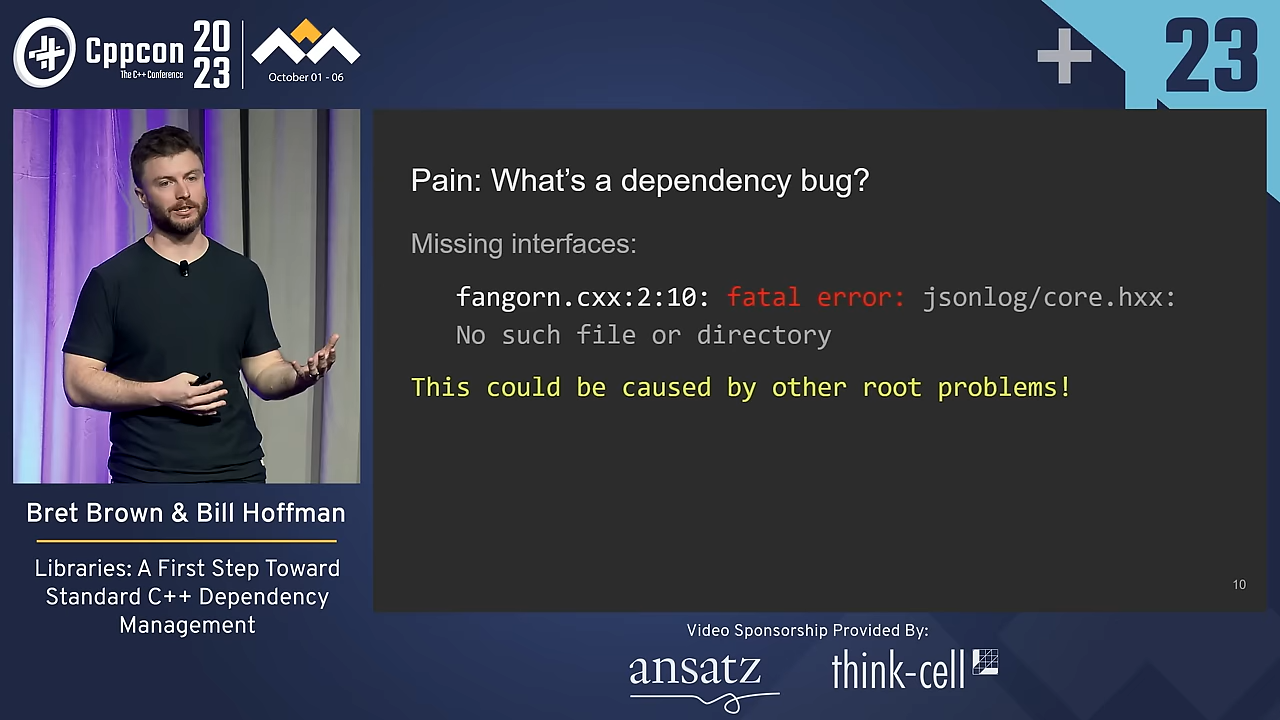 Cppcon
The C++ Conference
20
23
October 01 - 06
23
Pain: What's a dependency bug?
Missing interfaces:
fangorn.cxx:2:10: fatal error: jsonlog/core.hxx:
No such file or directory
This could be caused by other root problems!
10
Bret Brown & Bill Hoffman
Libraries: A First Step Toward
Standard C++ Dependency
Management
Video Sponsorship Provided By:
ansatz
think-cell